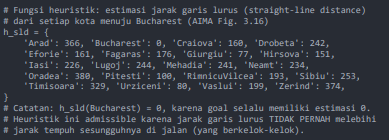 # Fungsi heuristik: estimasi jarak garis lurus (straight-line distance)
# dari setiap kota menuju Bucharest (AIMA Fig. 3.16)
h_sld = {
    'Arad': 366, 'Bucharest': 0, 'Craiova': 160, 'Drobeta': 242,
    'Eforie': 161, 'Fagaras': 176, 'Giurgiu': 77, 'Hirsova': 151,
    'Iasi': 226, 'Lugoj': 244, 'Mehadia': 241, 'Neamt': 234,
    'Oradea': 380, 'Pitesti': 100, 'RimnicuVilcea': 193, 'Sibiu': 253,
    'Timisoara': 329, 'Urziceni': 80, 'Vaslui': 199, 'Zerind': 374,
}
# Catatan: h_sld(Bucharest) = 0, karena goal selalu memiliki estimasi 0.
# Heuristik ini admissible karena jarak garis lurus TIDAK PERNAH melebihi
# jarak tempuh sesungguhnya di jalan (yang berkelok-kelok).